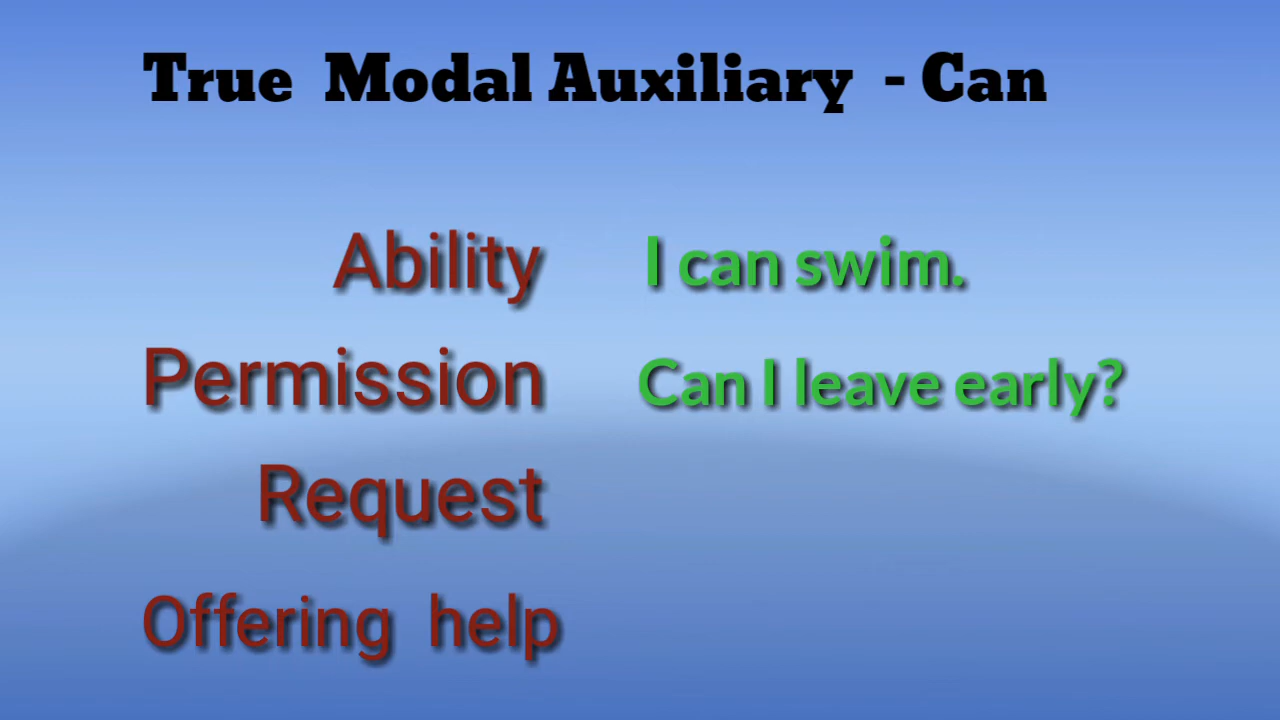 True Modal Auxiliary - Can
Ability I can swim.
Permission Can I leave early?
Request
Offering help